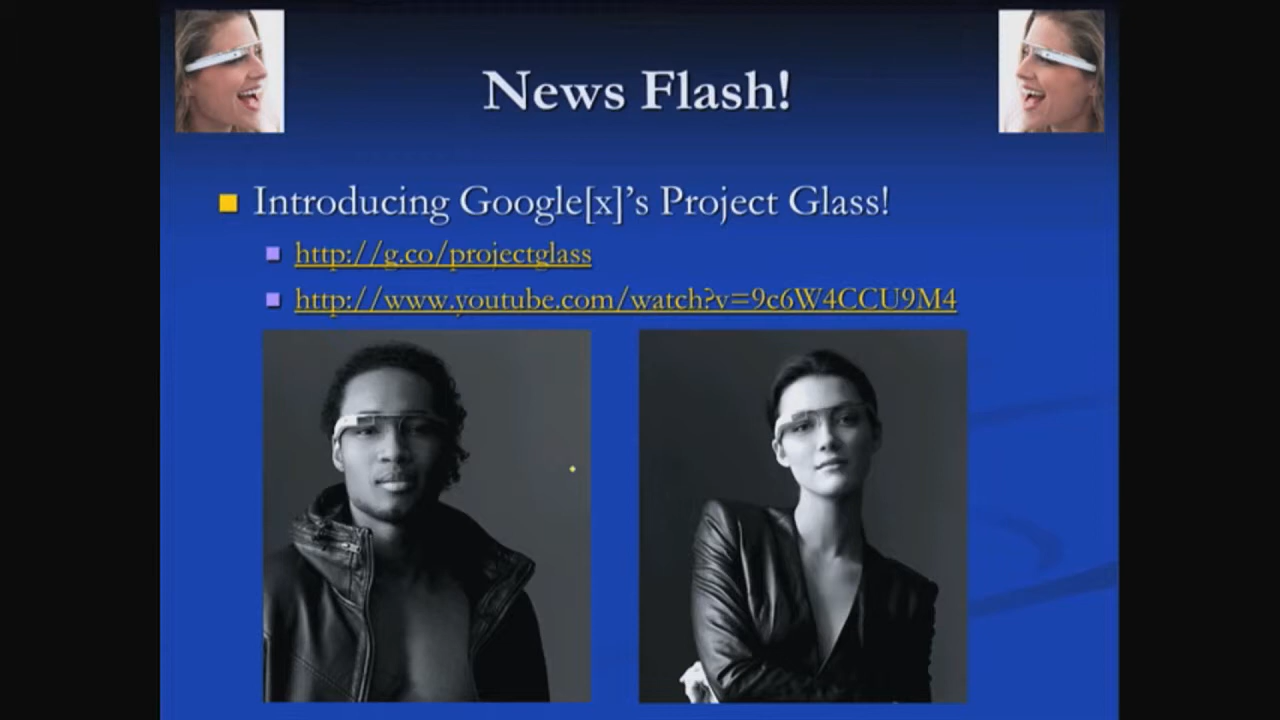 News Flash!
Introducing Google[x]'s Project Glass!
http://g.co/projectglass
http://www.youtube.com/watch?v=9c6W4CCU9M4